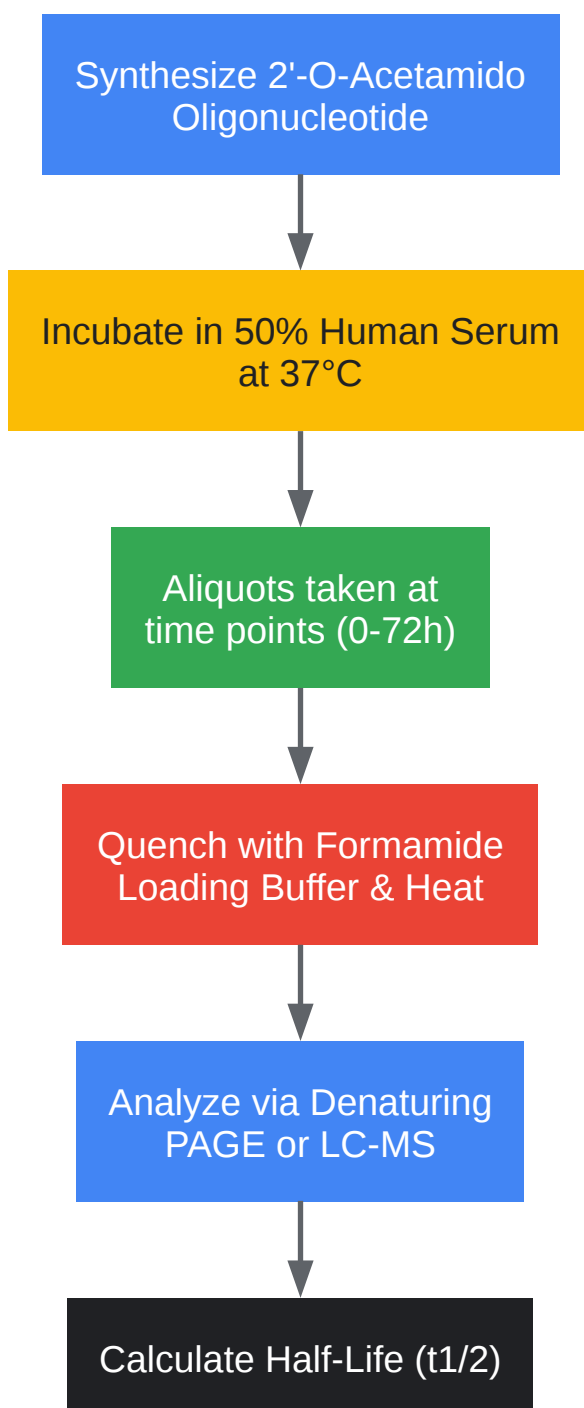 Synthesize 2'-O-Acetamido
Oligonucleotide
Incubate in 50% Human Serum
at 37°C
Aliquots taken at
time points (0-72h)
Quench with Formamide
Loading Buffer & Heat
Analyze via Denaturing
PAGE or LC-MS
Calculate Half-Life (t1/2)